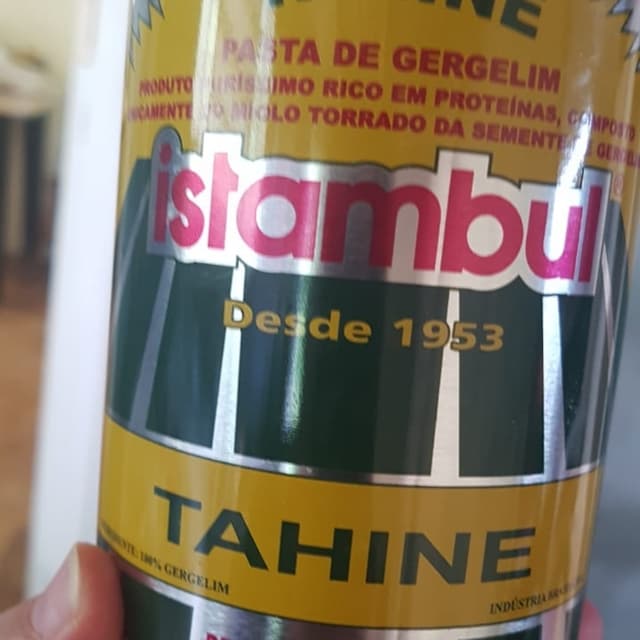 PASTA DE GERGELIM
PRODUTO PURÍSSIMO RICO EM PROTEÍNAS, COMPOSTO
MIOLO TORRADO DA SEMENTE GERGEL
istambul®
Desde 1953
TAHINE
100% GERGELIM
INDÚSTRIA